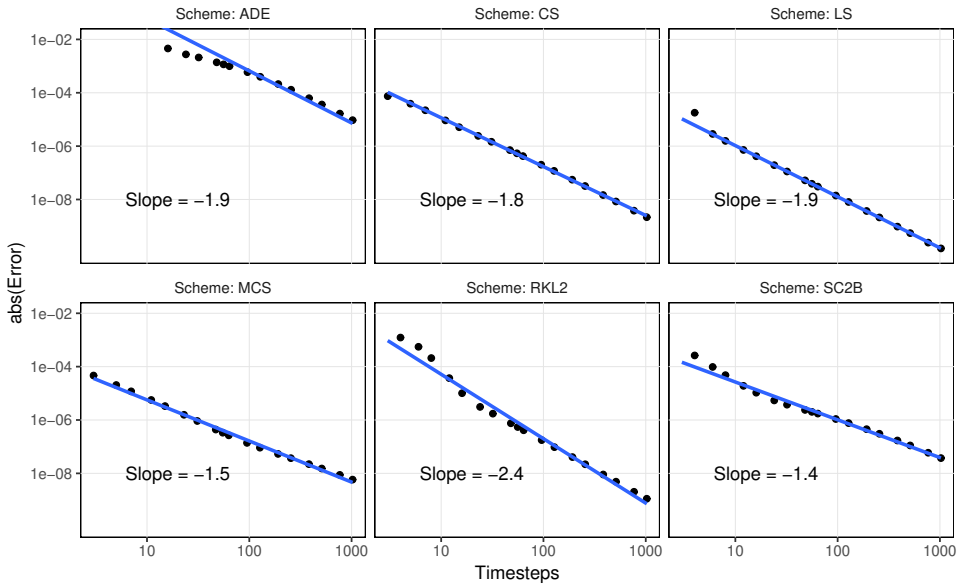 Scheme: ADE
Scheme: CS
Scheme: LS
1e−02
1e−04
1e−06
1e−08
Slope = −1.9
Slope = −1.8
Slope = −1.9
abs(Error)
Scheme: MCS
Scheme: RKL2
Scheme: SC2B
1e−02
1e−04
1e−06
1e−08
Slope = −1.5
Slope = −2.4
Slope = −1.4
10
100
1000
10
100
1000
10
100
1000
Timesteps